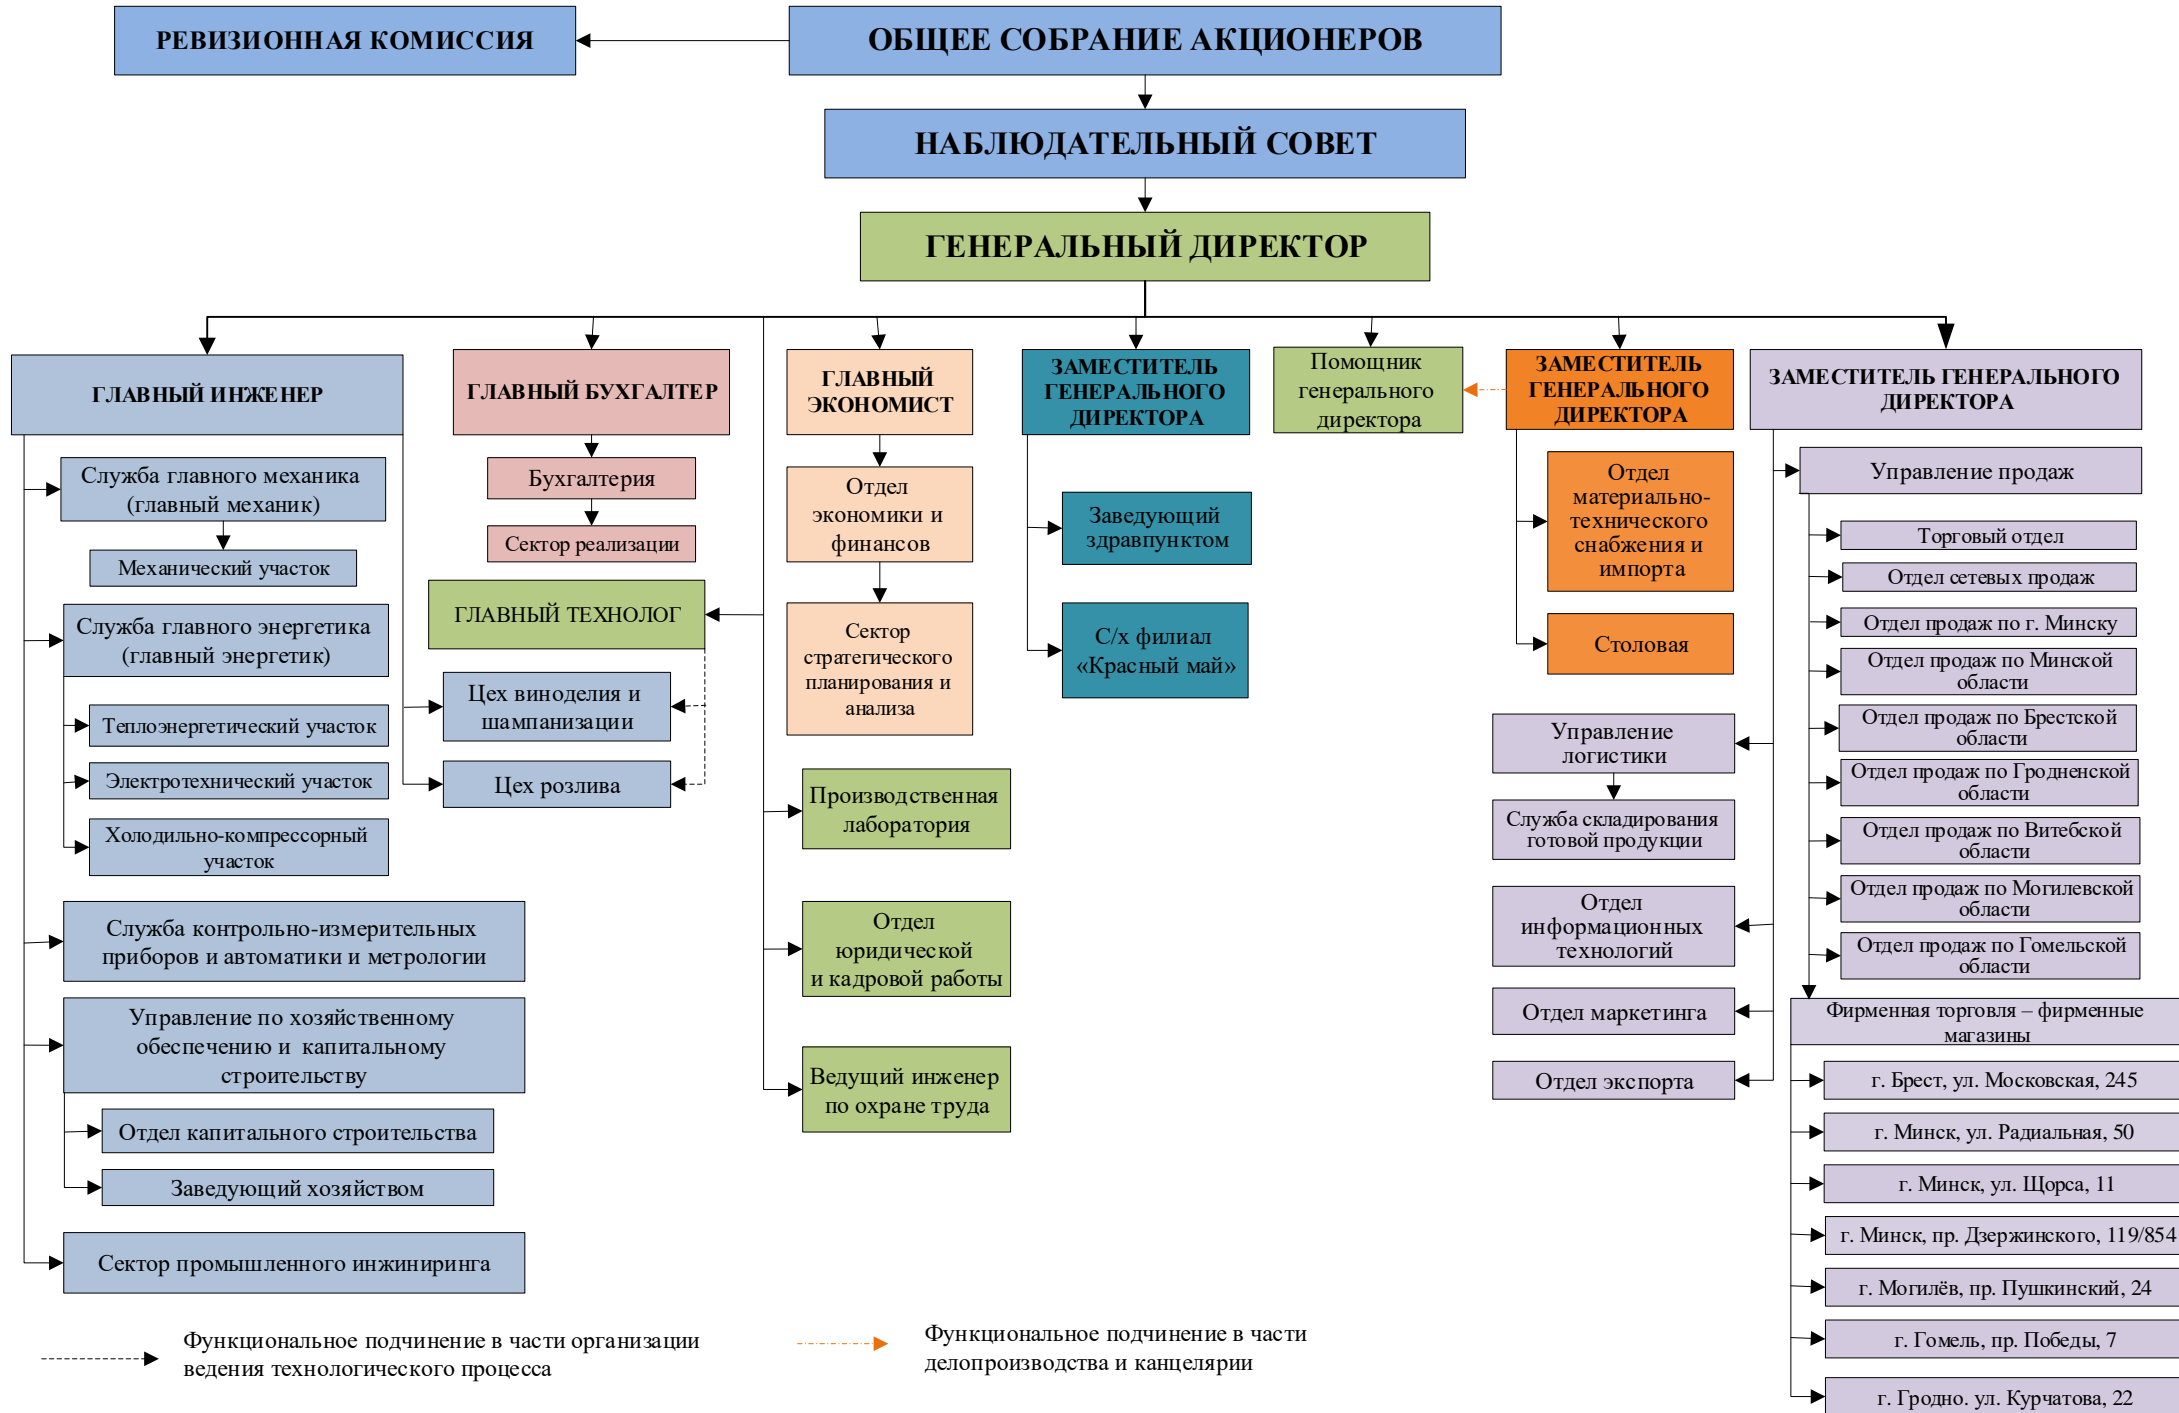 РЕВИЗИОННАЯ КОМИССИЯ
ОБЩЕЕ СОБРАНИЕ АКЦИОНЕРОВ
НАБЛЮДАТЕЛЬНЫЙ СОВЕТ
ГЕНЕРАЛЬНЫЙ ДИРЕКТОР
ГЛАВНЫЙ ИНЖЕНЕР
Служба главного механика
(главный механик)
Механический участок
Служба главного энергетика
(главный энергетик)
Теплоэнергетический участок
Электротехнический участок
Холодильно-компрессорный
участок
Служба контрольно-измерительных
приборов и автоматики и метрологии
Управление по хозяйственному
обеспечению и капитальному
строительству
Отдел капитального строительства
Заведующий хозяйством
Сектор промышленного инжиниринга
ГЛАВНЫЙ БУХГАЛТЕР
Бухгалтерия
Сектор реализации
ГЛАВНЫЙ ТЕХНОЛОГ
Цех виноделия и
шампанизации
Цех розлива
ГЛАВНЫЙ
ЭКОНОМИСТ
Отдел
экономики и
финансов
Сектор
стратегического
планирования и
анализа
Производственная
лаборатория
Отдел
юридической
и кадровой работы
Ведущий инженер
по охране труда
ЗАМЕСТИТЕЛЬ
ГЕНЕРАЛЬНОГО
ДИРЕКТОРА
Заведующий
здравпунктом
С/х филиал
«Красный май»
Помощник
генерального
директора
ЗАМЕСТИТЕЛЬ
ГЕНЕРАЛЬНОГО
ДИРЕКТОРА
Отдел
материально-
технического
снабжения и
импорта
Столовая
Управление
логистики
Служба складирования
готовой продукции
Отдел
информационных
технологий
Отдел маркетинга
Отдел экспорта
ЗАМЕСТИТЕЛЬ ГЕНЕРАЛЬНОГО
ДИРЕКТОРА
Управление продаж
Торговый отдел
Отдел сетевых продаж
Отдел продаж по г. Минску
Отдел продаж по Минской
области
Отдел продаж по Брестской
области
Отдел продаж по Гродненской
области
Отдел продаж по Витебской
области
Отдел продаж по Могилевской
области
Отдел продаж по Гомельской
области
Фирменная торговля – фирменные
магазины
г. Брест, ул. Московская, 245
г. Минск, ул. Радиальная, 50
г. Минск, ул. Щорса, 11
г. Минск, пр. Дзержинского, 119/854
г. Могилёв, пр. Пушкинский, 24
г. Гомель, пр. Победы, 7
г. Гродно. ул. Курчатова, 22
Функциональное подчинение в части организации
ведения технологического процесса
Функциональное подчинение в части
делопроизводства и канцелярии